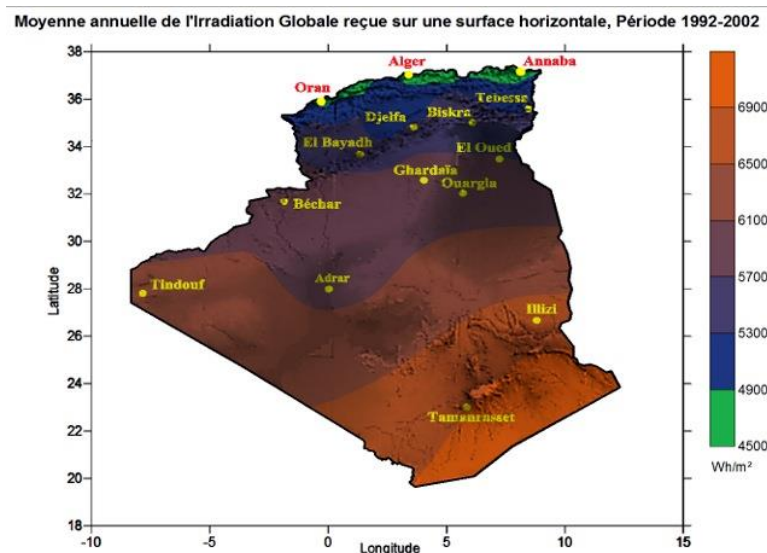 Moyenne annuelle de l'Irradiation Globale reçue sur une surface horizontale, Période 1992-2002
38
36
34
32
30
28
26
24
22
20
18
Latitude
-10
-5
0
5
10
15
Longitude
Alger
Annaba
Oran
Tebessa
Biskra
Djelfa
El Bayadh
El Oued
Ghardaïa
Ouargla
Béchar
Adrar
Tindouf
Illizi
Tamanrasset
6900
6500
6100
5700
5300
4900
4500
Wh/m²